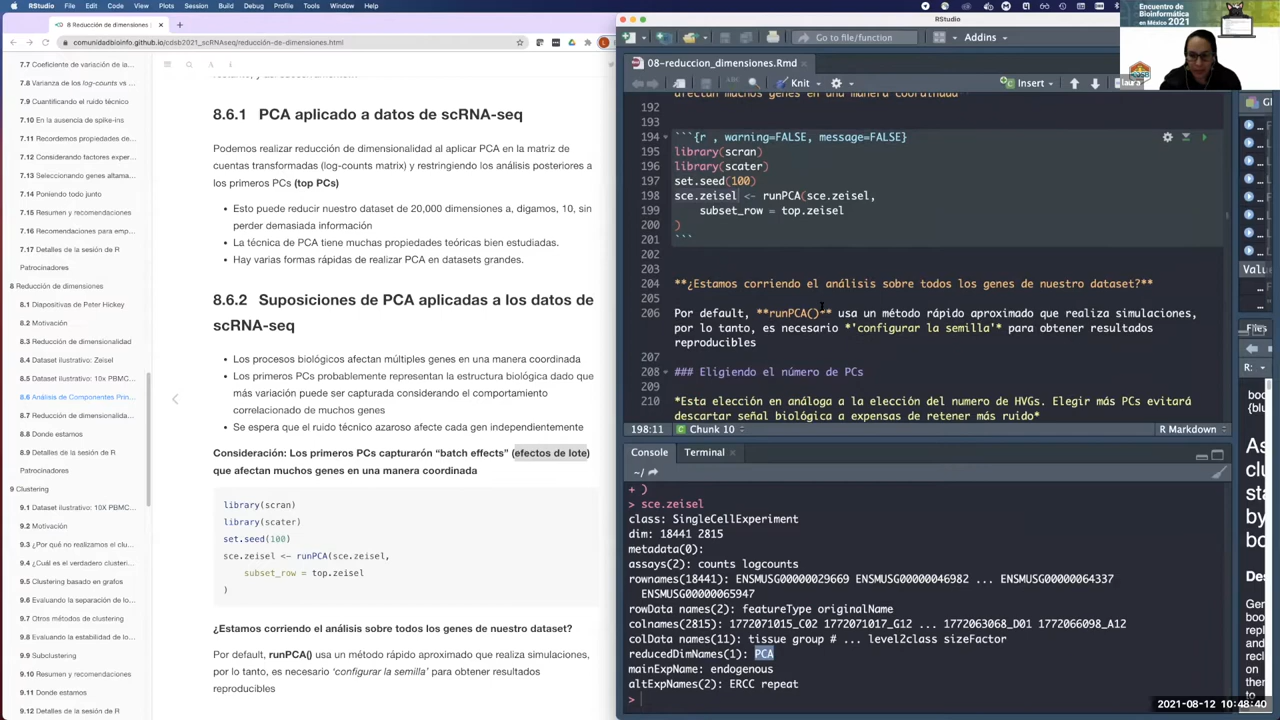 RStudio File Edit Code View Plots Session Build Debug Profile Tools Window Help
8 Reducción de dimensiones
comunidadbioinfo.github.io/cdsb2021_scRNAseq/reducción-de-dimensiones.html
7.7 Coeficiente de variación de la...
7.8 Varianza de los log-counts vs ...
7.9 Cuantificando el ruido técnico
7.10 En la ausencia de spike-ins
7.11 Recordemos propiedades de...
7.12 Considerando factores exper...
7.13 Seleccionando genes altama...
7.14 Poniendo todo junto
7.15 Resumen y recomendaciones
7.16 Recomendaciones para emp...
7.17 Detalles de la sesión de R
Patrocinadores
8 Reducción de dimensiones
8.1 Diapositivas de Peter Hickey
8.2 Motivación
8.3 Reducción de dimensionalidad
8.4 Dataset ilustrativo: Zeisel
8.5 Dataset ilustrativo: 10x PBMC...
8.6 Análisis de Componentes Prin...
8.7 Reducción de dimensionalida...
8.8 Donde estamos
8.9 Detalles de la sesión de R
Patrocinadores
9 Clustering
9.1 Dataset ilustrativo: 10X PBMC...
9.2 Motivación
9.3 ¿Por qué no realizamos el clu...
9.4 ¿Cuál es el verdadero clusteri...
9.5 Clustering basado en grafos
9.6 Evaluando la separación de lo...
9.7 Otros métodos de clustering
9.8 Evaluando la estabilidad de lo...
9.9 Subclustering
9.10 Resumen y recomendaciones
9.11 Donde estamos
9.12 Detalles de la sesión de R
8.6.1 PCA aplicado a datos de scRNA-seq
Podemos realizar reducción de dimensionalidad al aplicar PCA en la matriz de
cuentas transformadas (log-counts matrix) y restringiendo los análisis posteriores a
los primeros PCs (top PCs)
• Esto puede reducir nuestro dataset de 20,000 dimensiones a, digamos, 10, sin
perder demasiada información
• La técnica de PCA tiene muchas propiedades teóricas bien estudiadas.
• Hay varias formas rápidas de realizar PCA en datasets grandes.
8.6.2 Suposiciones de PCA aplicadas a los datos de
scRNA-seq
• Los procesos biológicos afectan múltiples genes en una manera coordinada
• Los primeros PCs probablemente representan la estructura biológica dado que
más variación puede ser capturada considerando el comportamiento
correlacionado de muchos genes
• Se espera que el ruido técnico azaroso afecte cada gen independientemente
Consideración: Los primeros PCs capturarón “batch effects” (efectos de lote)
que afectan muchos genes en una manera coordinada
library(scran)
library(scater)
set.seed(100)
sce.zeisel <- runPCA(sce.zeisel,
subset_row = top.zeisel
)
¿Estamos corriendo el análisis sobre todos los genes de nuestro dataset?
Por default, runPCA() usa un método rápido aproximado que realiza simulaciones,
por lo tanto, es necesario ‘configurar la semilla’ para obtener resultados
reproducibles
RStudio
Go to file/function
Addins
08-reduccion_dimensiones.Rmd
Knit
Insert
afectan muchos genes en una manera coordinada
192
193
194 ```{r , warning=FALSE, message=FALSE}
195 library(scran)
196 library(scater)
197 set.seed(100)
198 sce.zeisel <- runPCA(sce.zeisel,
199 subset_row = top.zeisel
200 )
201 ```
202
203
204 **¿Estamos corriendo el análisis sobre todos los genes de nuestro dataset?**
205
206 Por default, **runPCA()** usa un método rápido aproximado que realiza simulaciones,
por lo tanto, es necesario *'configurar la semilla'* para obtener resultados
reproducibles
207
208 ### Eligiendo el número de PCs
209
210 *Esta elección en análoga a la elección del numero de HVGs. Elegir más PCs evitará
descartar señal biológica a expensas de retener más ruido*
198:11 Chunk 10 R Markdown
Console Terminal
~/
+ )
> sce.zeisel
class: SingleCellExperiment
dim: 18441 2815
metadata(0):
assays(2): counts logcounts
rownames(18441): ENSMUSG00000029669 ENSMUSG00000046982 ... ENSMUSG00000064337
ENSMUSG00000065947
rowData names(2): featureType originalName
colnames(2815): 1772071015_C02 1772071017_G12 ... 1772063068_D01 1772066098_A12
colData names(11): tissue group # ... level2class sizeFactor
reducedDimNames(1): PCA
mainExpName: endogenous
altExpNames(2): ERCC repeat
>
Encuentro de
Bioinformática
en México 2021
Files
2021-08-12 10:48:40